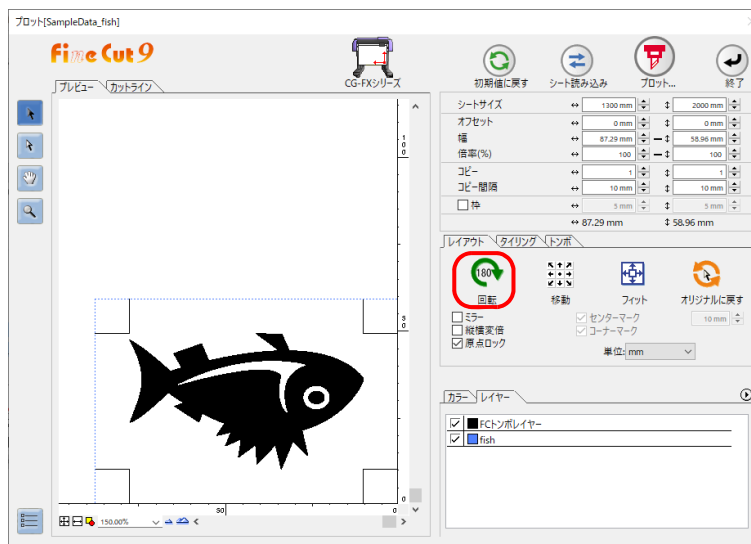 プロット[SampleData_fish]
FineCut9
CG-FXシリーズ
初期値に戻す
シート読み込み
プロット...
終了
プレビュー
カットライン
シートサイズ
1300 mm
2000 mm
オフセット
0 mm
0 mm
幅
87.29 mm
58.96 mm
倍率(%)
100
100
コピー
1
1
コピー間隔
10 mm
10 mm
枠
5 mm
5 mm
87.29 mm
58.96 mm
レイアウト
タイリング
トンボ
180°
回転
移動
フィット
オリジナルに戻す
ミラー
センターマーク
10 mm
縦横変倍
コーナーマーク
原点ロック
単位:
mm
カラー
レイヤー
FCトンボレイヤー
fish
100
50
0
50
0
150.00%